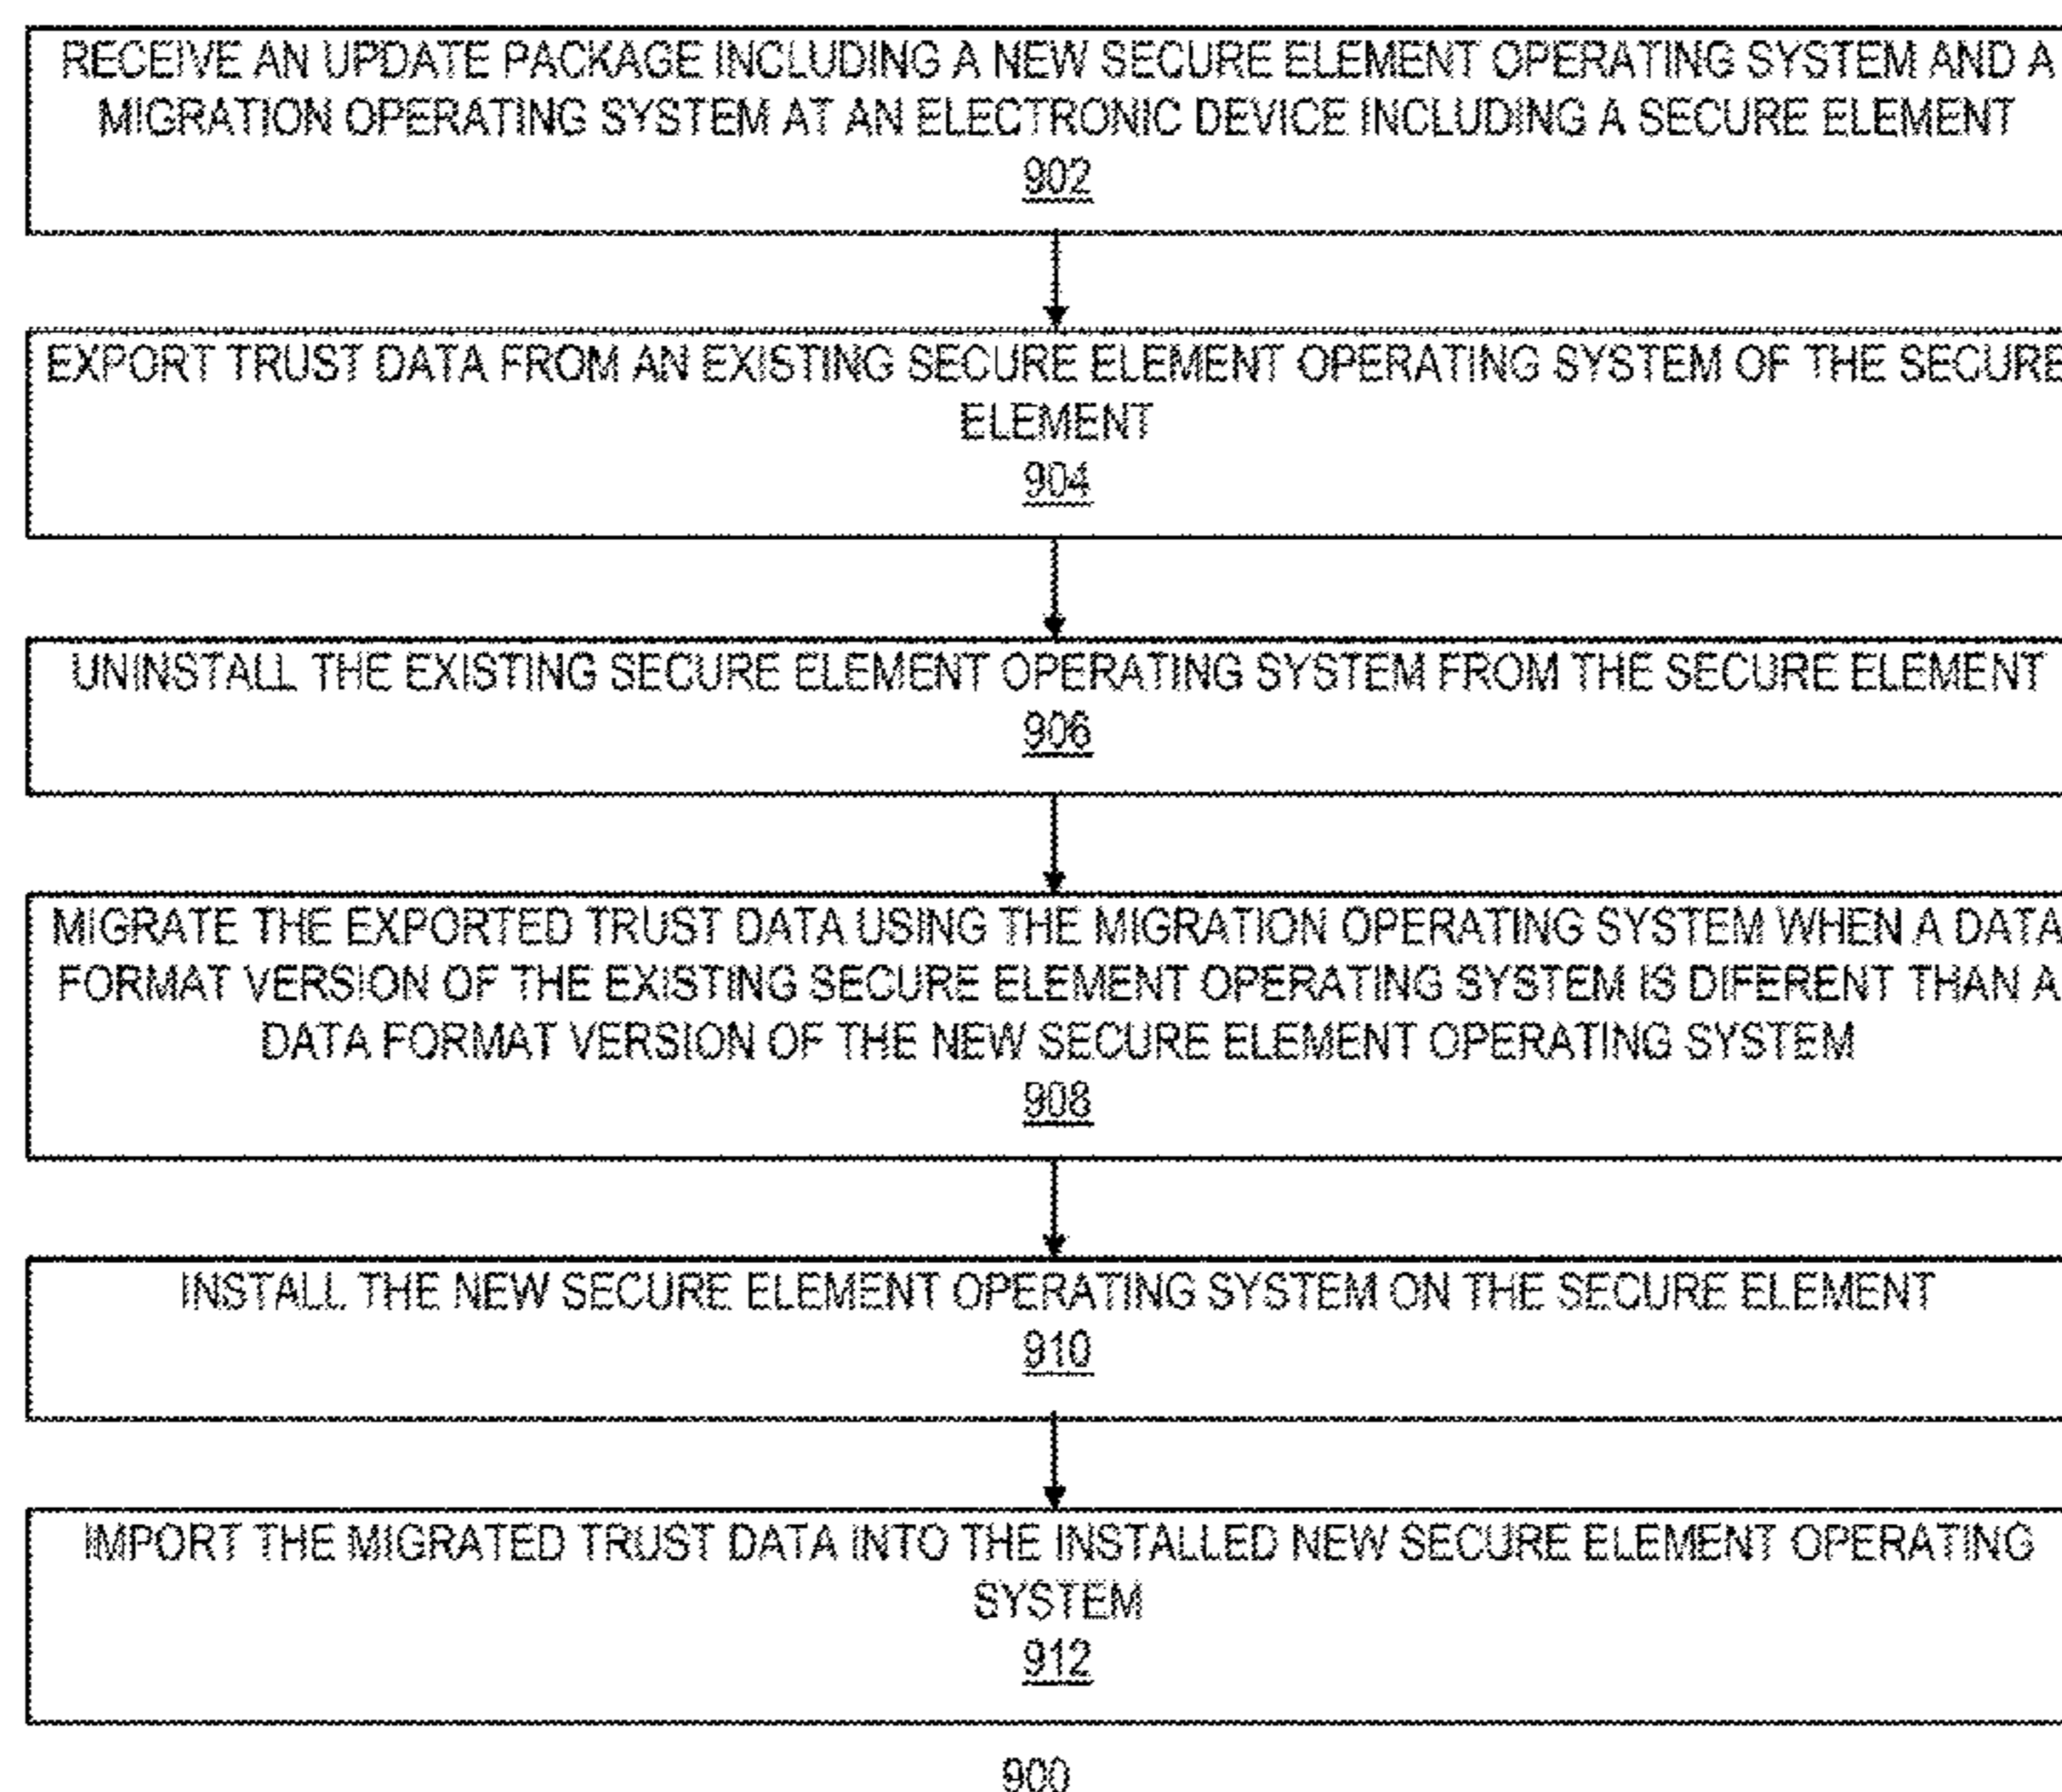 RECEIVE AN UPDATE PACKAGE INCLUDING A NEW SECURE ELEMENT OPERATING SYSTEM AND A
MIGRATION OPERATING SYSTEM AT AN ELECTRONIC DEVICE INCLUDING A SECURE ELEMENT
902
EXPORT TRUST DATA FROM AN EXISTING SECURE ELEMENT OPERATING SYSTEM OF THE SECURE
ELEMENT
904
UNINSTALL THE EXISTING SECURE ELEMENT OPERATING SYSTEM FROM THE SECURE ELEMENT
906
MIGRATE THE EXPORTED TRUST DATA USING THE MIGRATION OPERATING SYSTEM WHEN A DATA
FORMAT VERSION OF THE EXISTING SECURE ELEMENT OPERATING SYSTEM IS DIFERENT THAN A
DATA FORMAT VERSION OF THE NEW SECURE ELEMENT OPERATING SYSTEM
908
INSTALL THE NEW SECURE ELEMENT OPERATING SYSTEM ON THE SECURE ELEMENT
910
IMPORT THE MIGRATED TRUST DATA INTO THE INSTALLED NEW SECURE ELEMENT OPERATING
SYSTEM
912
900